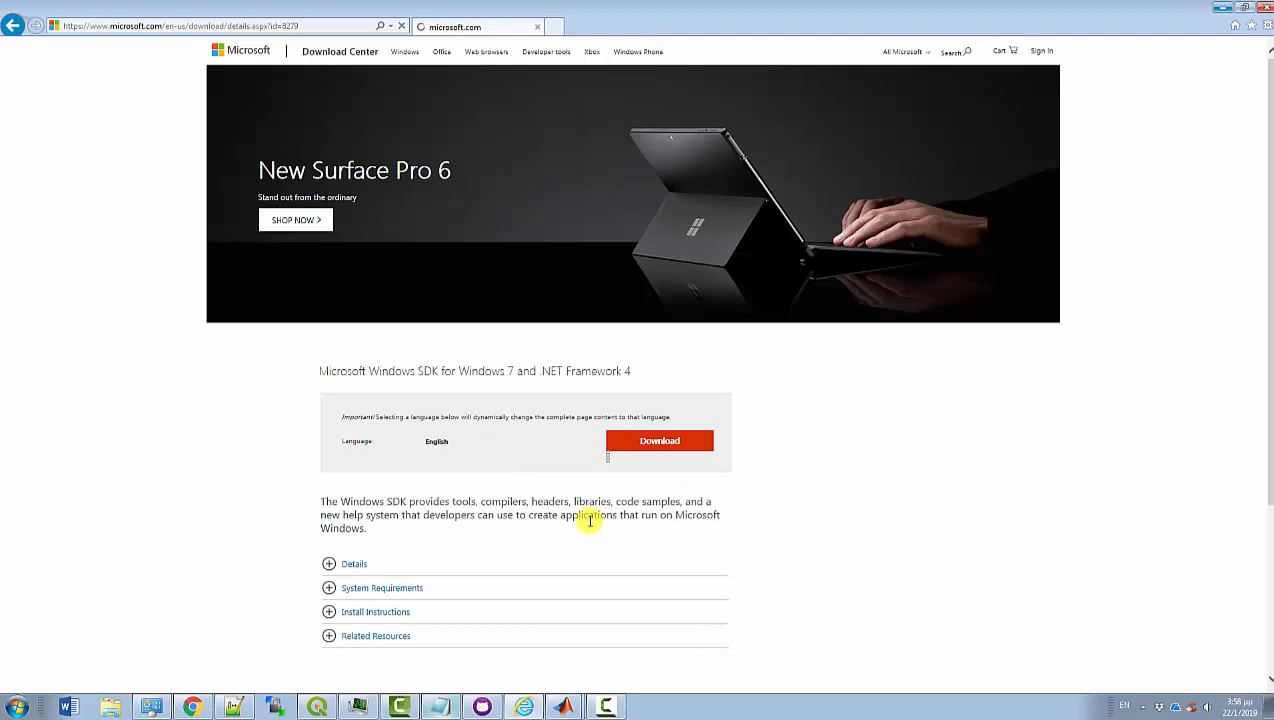 https://www.microsoft.com/en-us/download/details.aspx?id=8279
microsoft.com
Microsoft
Download Center
Windows
Office
Web browsers
Developer tools
Xbox
Windows Phone
All Microsoft
Search
Cart
Sign in
New Surface Pro 6
Stand out from the ordinary
SHOP NOW >
Microsoft Windows SDK for Windows 7 and .NET Framework 4
Important! Selecting a language below will dynamically change the complete page content to that language.
Language:
English
Download
The Windows SDK provides tools, compilers, headers, libraries, code samples, and a
new help system that developers can use to create applications that run on Microsoft
Windows.
Details
System Requirements
Install Instructions
Related Resources
EN
3:58 μμ
22/1/2019